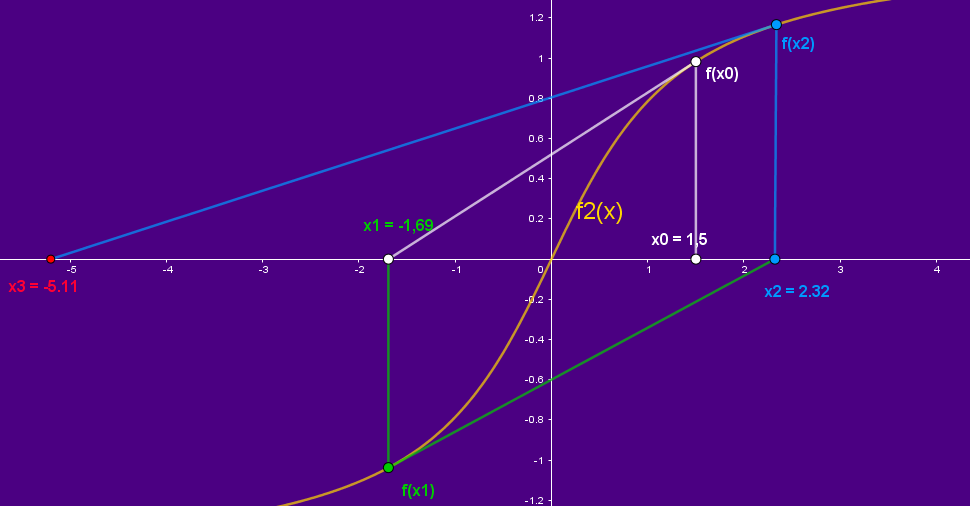 1.2
f(x2)
1
f(x0)
0.8
0.6
0.4
f2(x)
0.2
x1 = -1,69
x0 = 1,5
-5
-4
-3
-2
-1
0
1
2
3
4
x3 = -5.11
x2 = 2.32
-0.2
-0.4
-0.6
-0.8
-1
f(x1)
-1.2